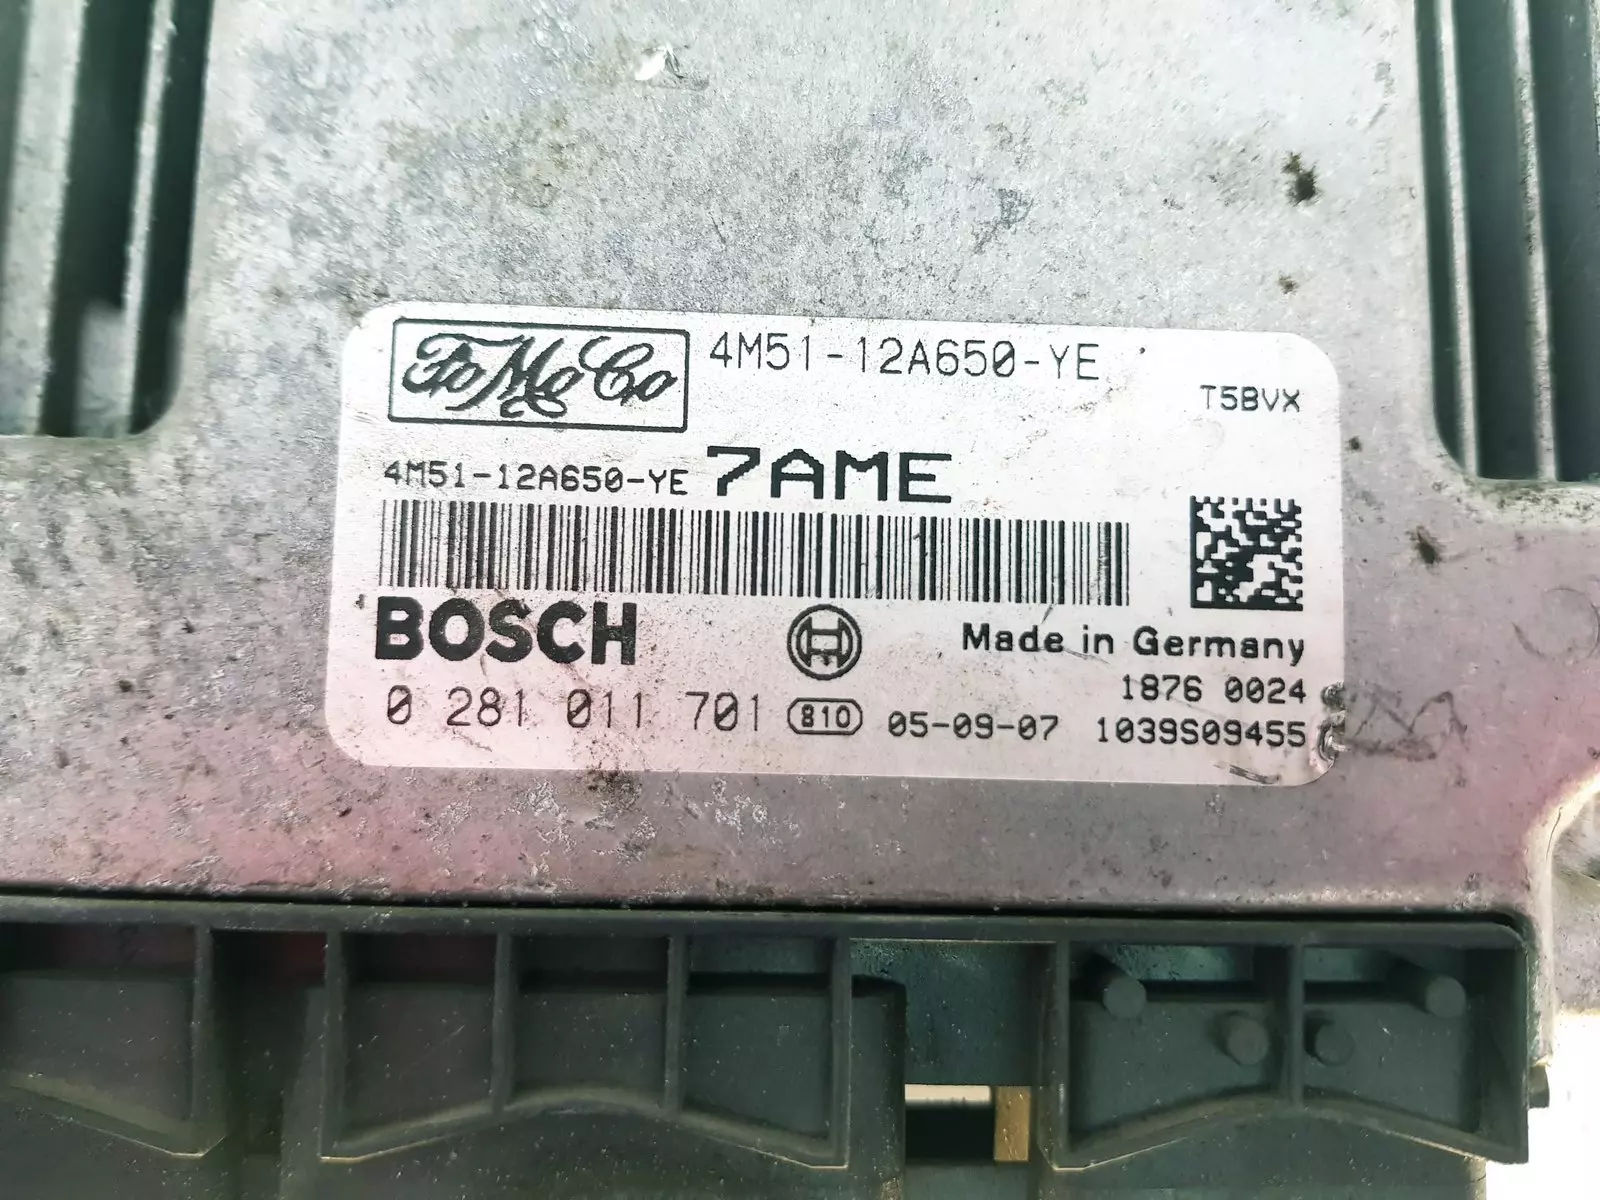 FoMoCo 4M51-12A650-YE
T5BVX
4M51-12A650-YE 7AME
BOSCH
Made in Germany
1876 0024
0 281 011 701 810 05-09-07 1039S09455